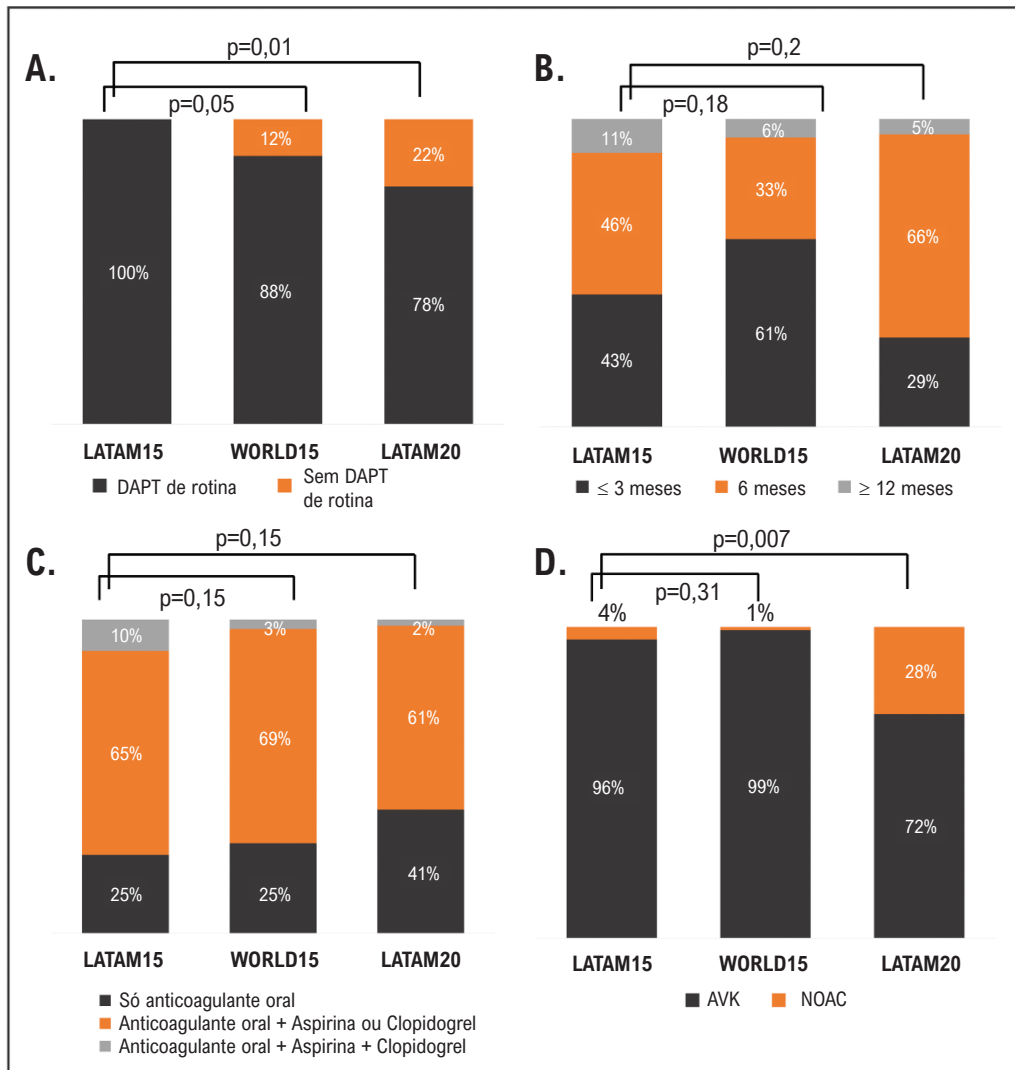 A.
p=0,01
p=0,05
12%
22%
100%
88%
78%
LATAM15 WORLD15 LATAM20
DAPT de rotina
Sem DAPT
de rotina
B.
p=0,2
p=0,18
11%
6%
5%
46%
33%
66%
43%
61%
29%
LATAM15 WORLD15 LATAM20
≤ 3 meses 6 meses ≥ 12 meses
C.
p=0,15
p=0,15
10%
3%
2%
65%
69%
61%
25%
25%
41%
LATAM15 WORLD15 LATAM20
Só anticoagulante oral
Anticoagulante oral + Aspirina ou Clopidogrel
Anticoagulante oral + Aspirina + Clopidogrel
D.
p=0,007
p=0,31
4%
1%
28%
96%
99%
72%
LATAM15 WORLD15 LATAM20
AVK NOAC